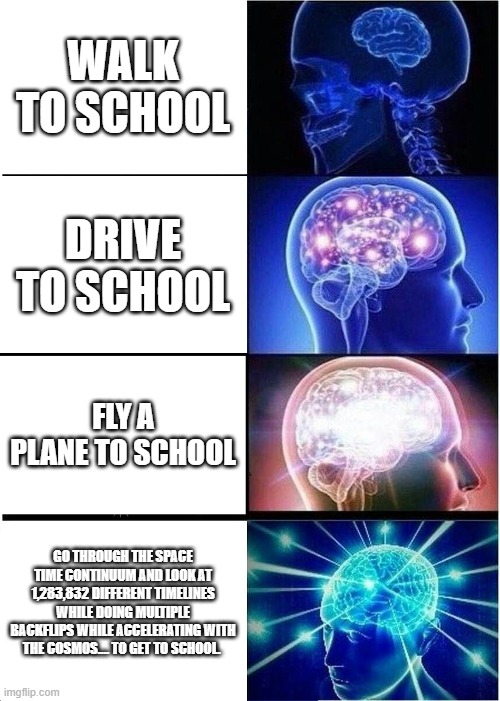 WALK
TO SCHOOL
DRIVE
TO SCHOOL
FLY A
PLANE TO SCHOOL
GO THROUGH THE SPACE
TIME CONTINUUM AND LOOK AT
1,283,832 DIFFERENT TIMELINES
WHILE DOING MULTIPLE
BACKFLIPS WHILE ACCELERATING WITH
THE COSMOS.... TO GET TO SCHOOL.
imgflip.com